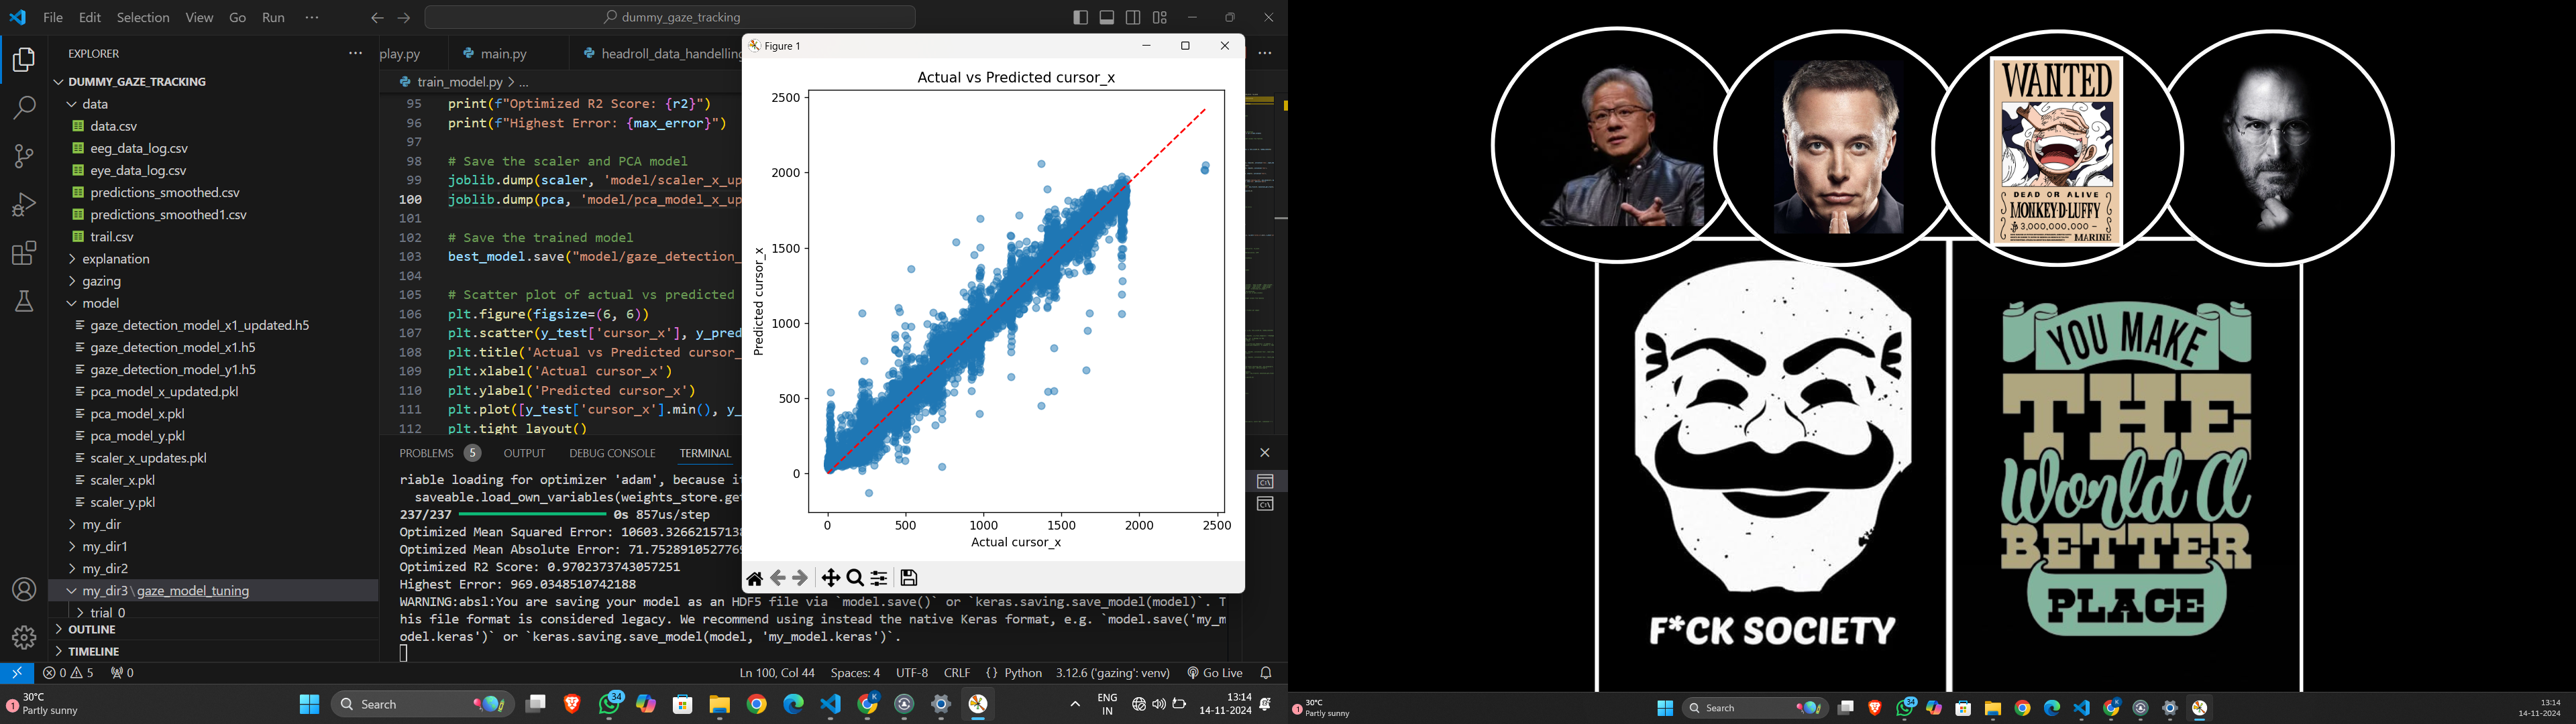 File Edit Selection View Go Run ···
dummy_gaze_tracking
EXPLORER
DUMMY_GAZE_TRACKING
data
data.csv
eeg_data_log.csv
eye_data_log.csv
predictions_smoothed.csv
predictions_smoothed1.csv
trail.csv
explanation
gazing
model
gaze_detection_model_x1_updated.h5
gaze_detection_model_x1.h5
gaze_detection_model_y1.h5
pca_model_x_updated.pkl
pca_model_x.pkl
pca_model_y.pkl
scaler_x_updates.pkl
scaler_x.pkl
scaler_y.pkl
my_dir
my_dir1
my_dir2
my_dir3\gaze_model_tuning
trial_0
OUTLINE
TIMELINE
play.py main.py headroll_data_handelling
train_model.py > ...
95 print(f"Optimized R2 Score: {r2}")
96 print(f"Highest Error: {max_error}")
97
98 # Save the scaler and PCA model
99 joblib.dump(scaler, 'model/scaler_x_up
100 joblib.dump(pca, 'model/pca_model_x_up
101
102 # Save the trained model
103 best_model.save("model/gaze_detection_
104
105 # Scatter plot of actual vs predicted
106 plt.figure(figsize=(6, 6))
107 plt.scatter(y_test['cursor_x'], y_pred
108 plt.title('Actual vs Predicted cursor_
109 plt.xlabel('Actual cursor_x')
110 plt.ylabel('Predicted cursor_x')
111 plt.plot([y_test['cursor_x'].min(), y_
112 plt.tight_layout()
PROBLEMS 5 OUTPUT DEBUG CONSOLE TERMINAL
riable loading for optimizer 'adam', because i
saveable.load_own_variables(weights_store.get
237/237 0s 857us/step
Optimized Mean Squared Error: 10603.32662157138
Optimized Mean Absolute Error: 71.7528910527769
Optimized R2 Score: 0.9702373743057251
Highest Error: 969.0348510742188
WARNING:absl:You are saving your model as an HDF5 file via `model.save()` or `keras.saving.save_model(model)`. T
his file format is considered legacy. We recommend using instead the native Keras format, e.g. `model.save('my_m
odel.keras')` or `keras.saving.save_model(model, 'my_model.keras')`.
Figure 1
Actual vs Predicted cursor_x
2500
2000
1500
1000
500
0
Predicted cursor_x
0 500 1000 1500 2000 2500
Actual cursor_x
0 5 0 Ln 100, Col 44 Spaces: 4 UTF-8 CRLF {} Python 3.12.6 ('gazing': venv) Go Live
1 30°C
Partly sunny
Search
34
K
ENG
IN
13:14
14-11-2024
WANTED
DEAD OR ALIVE
MONKEY·D·LUFFY
3,000,000,000 –
MARINE
F*CK SOCIETY
YOU MAKE
THE
World A
BETTER
PLACE
1 30°C
Partly sunny
Search
34
K
13:14
14-11-2024